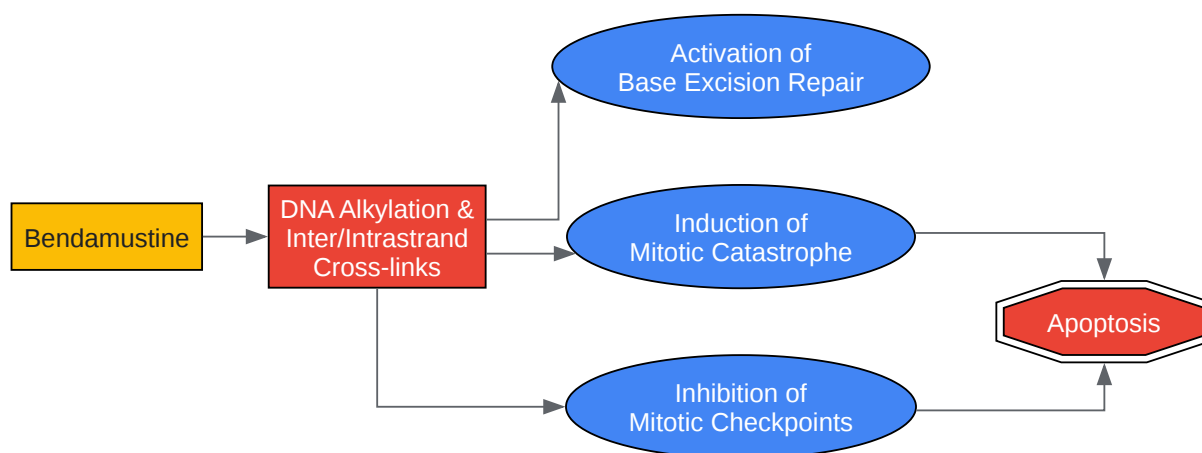 Activation of
Base Excision Repair
Bendamustine
DNA Alkylation &
Inter/Intrastrand
Cross-links
Induction of
Mitotic Catastrophe
Apoptosis
Inhibition of
Mitotic Checkpoints